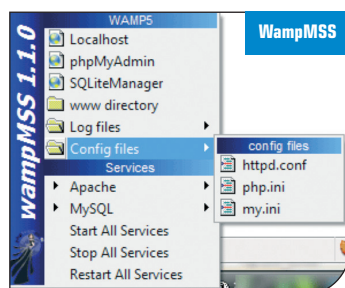 WampMSS
wampMSS 1.1.0
WAMP5
Localhost
phpMyAdmin
SQLiteManager
www directory
Log files
Config files
Services
Apache
MySQL
Start All Services
Stop All Services
Restart All Services
config files
httpd.conf
php.ini
my.ini